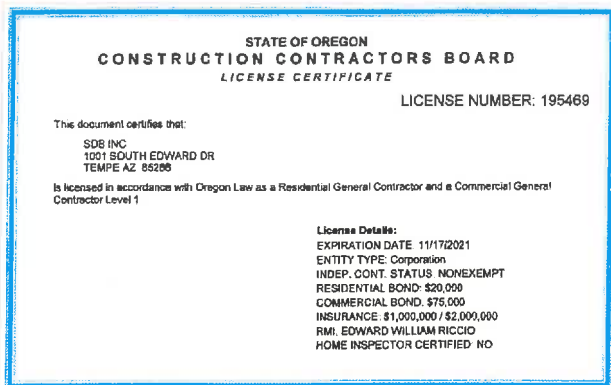 STATE OF OREGON
CONSTRUCTION CONTRACTORS BOARD
LICENSE CERTIFICATE
LICENSE NUMBER: 195469
This document certifies that:
SDB INC
1001 SOUTH EDWARD DR
TEMPE AZ 85288
Is licensed in accordance with Oregon Law as a Residential General Contractor and a Commercial General
Contractor Level 1
License Details:
EXPIRATION DATE: 11/17/2021
ENTITY TYPE: Corporation
INDEP. CONT. STATUS: NONEXEMPT
RESIDENTIAL BOND: $20,000
COMMERCIAL BOND: $75,000
INSURANCE: $1,000,000 / $2,000,000
RMI: EDWARD WILLIAM RICCIO
HOME INSPECTOR CERTIFIED: NO